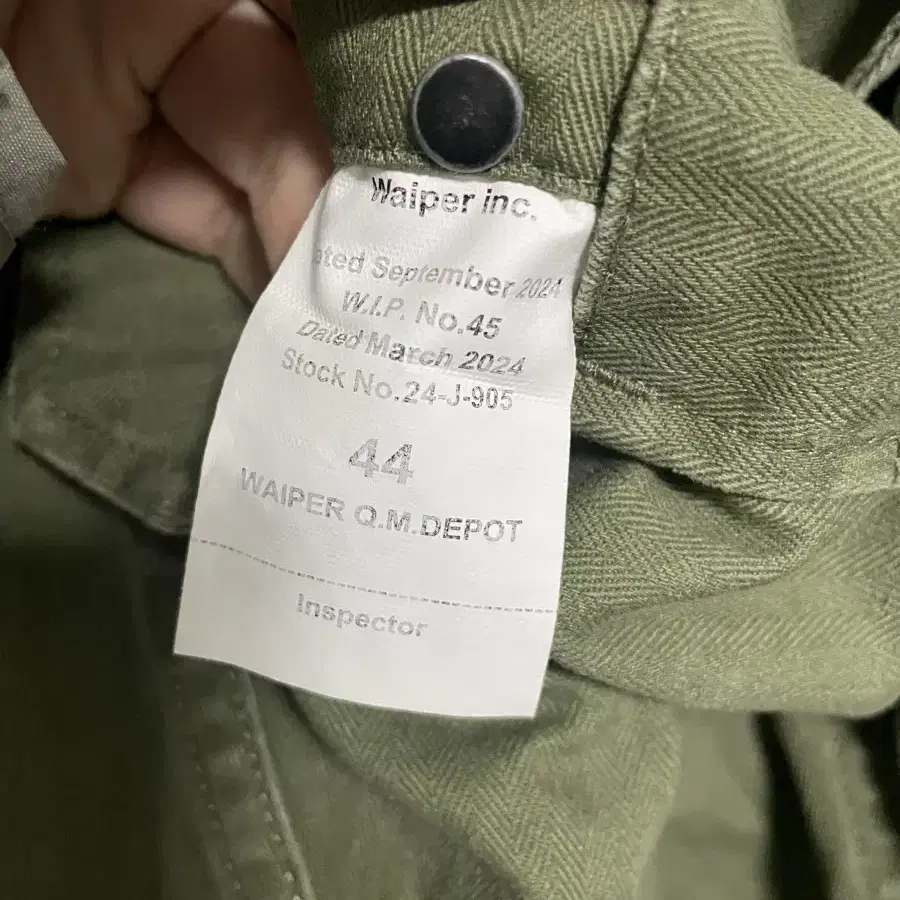 Waiper inc.
ated September 2024
W.I.P. No.45
Dated March 2024
Stock No.24-J-905
44
WAIPER Q.M.DEPOT
Inspector